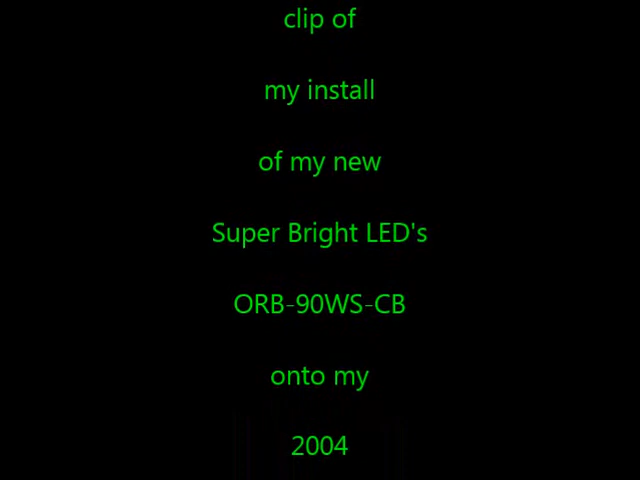 clip of
my install
of my new
Super Bright LED's
ORB-90WS-CB
onto my
2004